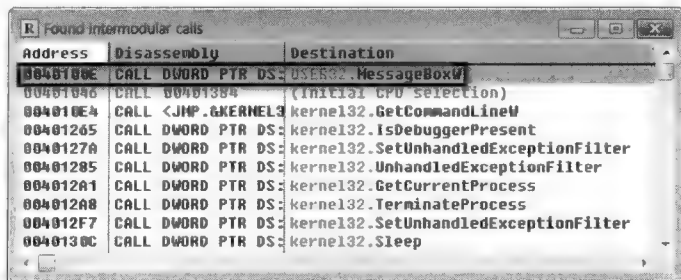 R Found intermodular calls
Address Disassembly Destination
0040100E CALL DWORD PTR DS: USER32.MessageBoxW
00401046 CALL 00401384 (Initial CPU selection)
004010E4 CALL <JMP.&KERNEL3 kernel32.GetCommandLineW
00401265 CALL DWORD PTR DS: kernel32.IsDebuggerPresent
0040127A CALL DWORD PTR DS: kernel32.SetUnhandledExceptionFilter
00401285 CALL DWORD PTR DS: kernel32.UnhandledExceptionFilter
004012A1 CALL DWORD PTR DS: kernel32.GetCurrentProcess
004012A8 CALL DWORD PTR DS: kernel32.TerminateProcess
004012F7 CALL DWORD PTR DS: kernel32.SetUnhandledExceptionFilter
0040130C CALL DWORD PTR DS: kernel32.Sleep